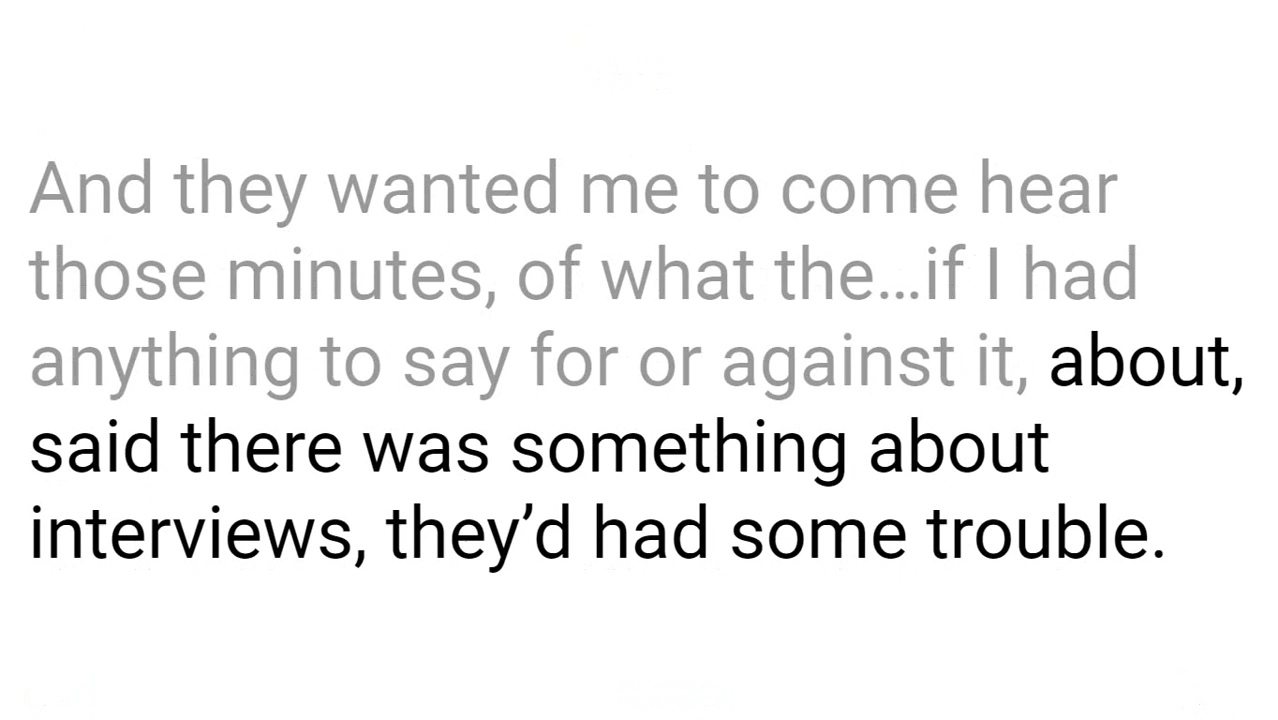 And they wanted me to come hear
those minutes, of what the…if I had
anything to say for or against it, about,
said there was something about
interviews, they’d had some trouble.